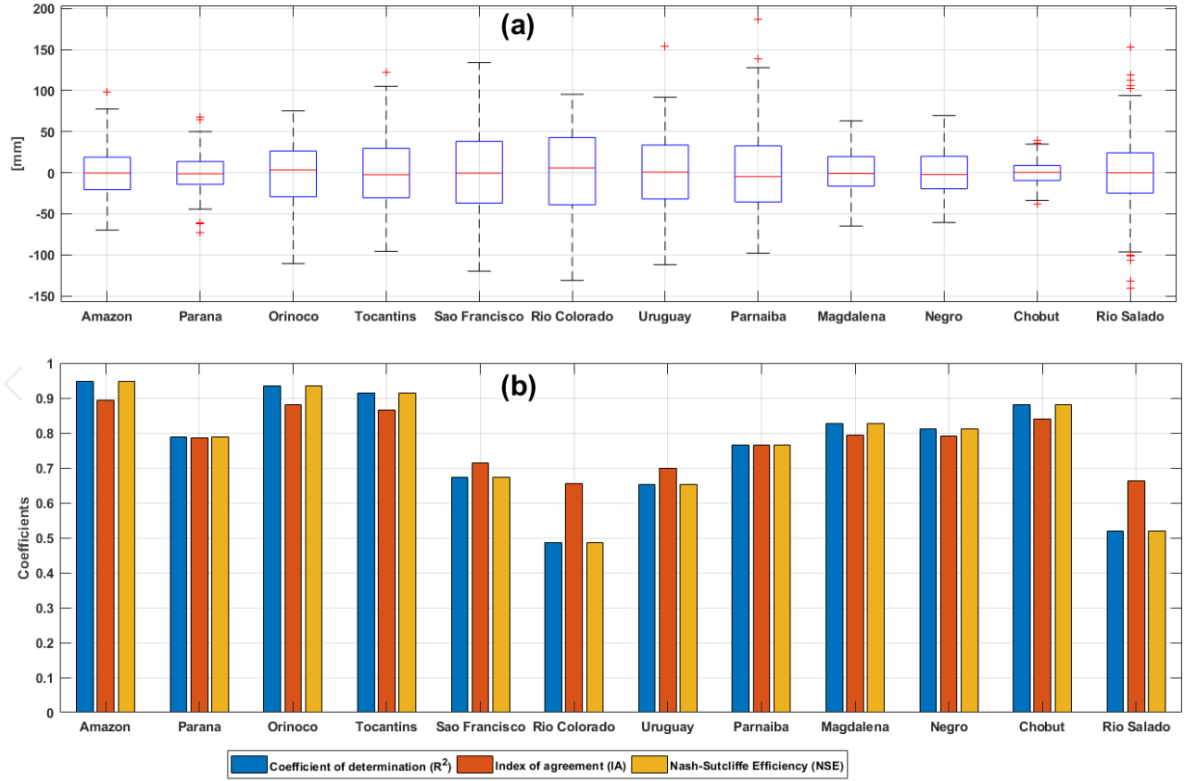 (a)
200
150
100
50
0
-50
-100
-150
[mm]
Amazon Parana Orinoco Tocantins Sao Francisco Rio Colorado Uruguay Parnaiba Magdalena Negro Chobut Rio Salado
(b)
1
0.9
0.8
0.7
0.6
0.5
0.4
0.3
0.2
0.1
0
Coefficients
Amazon Parana Orinoco Tocantins Sao Francisco Rio Colorado Uruguay Parnaiba Magdalena Negro Chobut Rio Salado
Coefficient of determination (R²) Index of agreement (IA) Nash-Sutcliffe Efficiency (NSE)